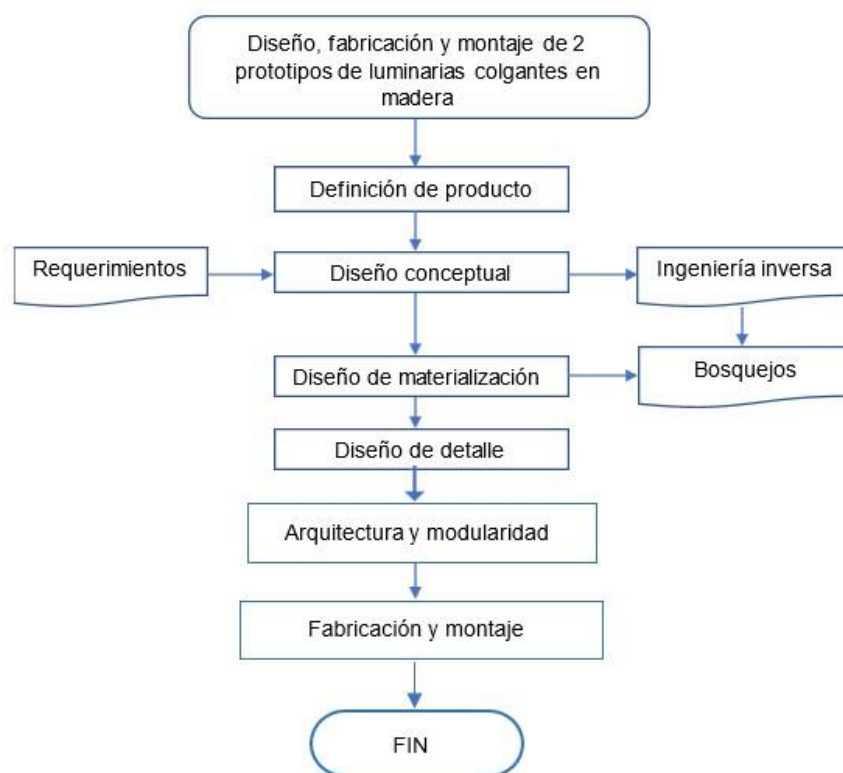 Diseño, fabricación y montaje de 2
prototipos de luminarias colgantes en
madera
Definición de producto
Requerimientos
Diseño conceptual
Ingeniería inversa
Diseño de materialización
Bosquejos
Diseño de detalle
Arquitectura y modularidad
Fabricación y montaje
FIN